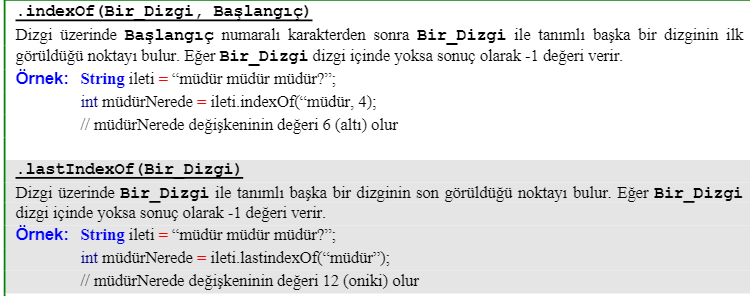 .indexOf(Bir_Dizgi, Başlangıç)
Dizgi üzerinde Başlangıç numaralı karakterden sonra Bir_Dizgi ile tanımlı başka bir dizginin ilk
görüldüğü noktayı bulur. Eğer Bir_Dizgi dizgi içinde yoksa sonuç olarak -1 değeri verir.
Örnek: String ileti = “müdür müdür müdür?”;
int müdürNerede = ileti.indexOf(“müdür, 4);
// müdürNerede değişkeninin değeri 6 (altı) olur
.lastIndexOf(Bir_Dizgi)
Dizgi üzerinde Bir_Dizgi ile tanımlı başka bir dizginin son görüldüğü noktayı bulur. Eğer Bir_Dizgi
dizgi içinde yoksa sonuç olarak -1 değeri verir.
Örnek: String ileti = “müdür müdür müdür?”;
int müdürNerede = ileti.lastindexOf(“müdür”);
// müdürNerede değişkeninin değeri 12 (oniki) olur